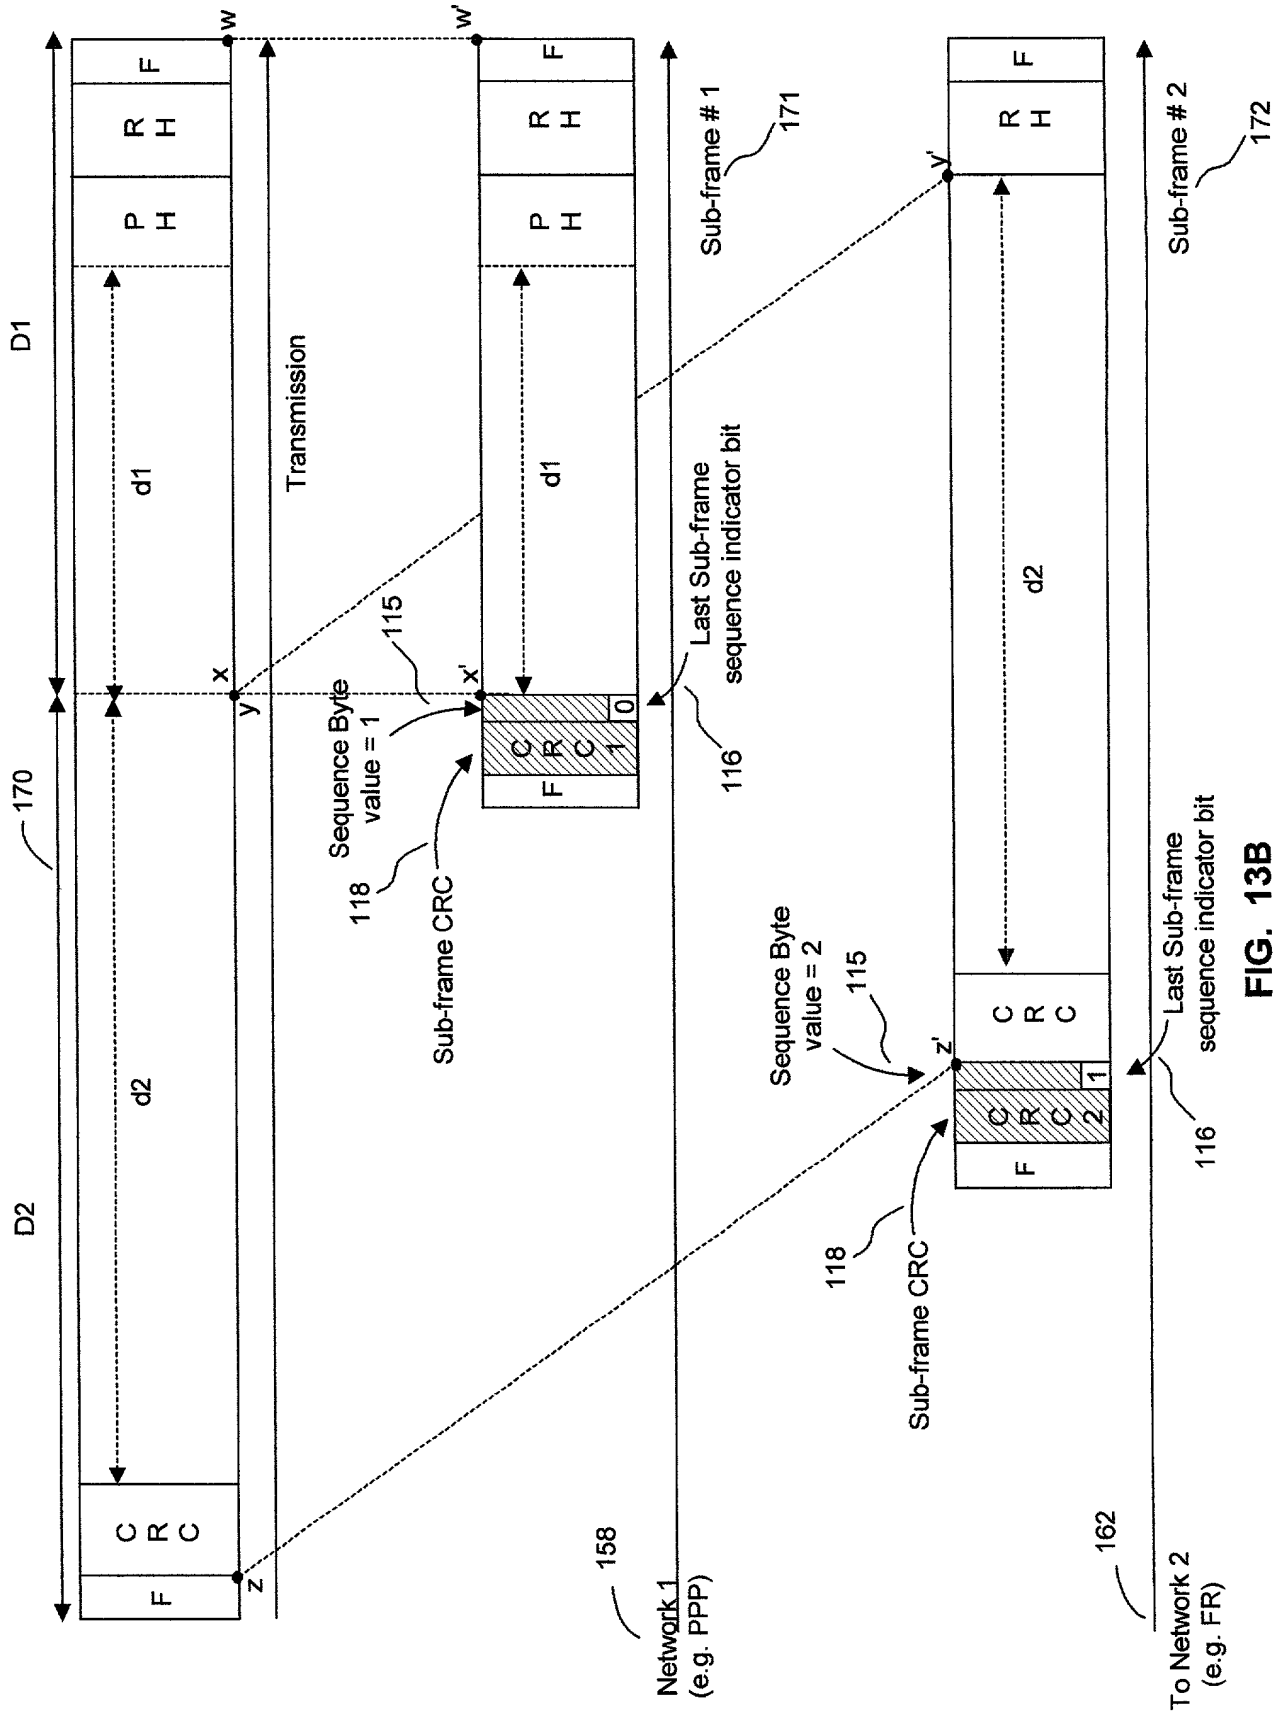 170
D2
D1
d2
d1
F
C R C
P H
R H
F
z
y
x
w
Transmission
Sequence Byte
value = 1
115
118
Sub-frame CRC
x'
w'
F
C R C 1
0
d1
P H
R H
F
158
Network 1
(e.g. PPP)
116
Last Sub-frame
sequence indicator bit
Sub-frame # 1
171
Sequence Byte
value = 2
115
118
Sub-frame CRC
z'
y'
F
C R C 2
1
C R C
d2
R H
F
162
To Network 2
(e.g. FR)
116
Last Sub-frame
sequence indicator bit
Sub-frame # 2
172
FIG. 13B